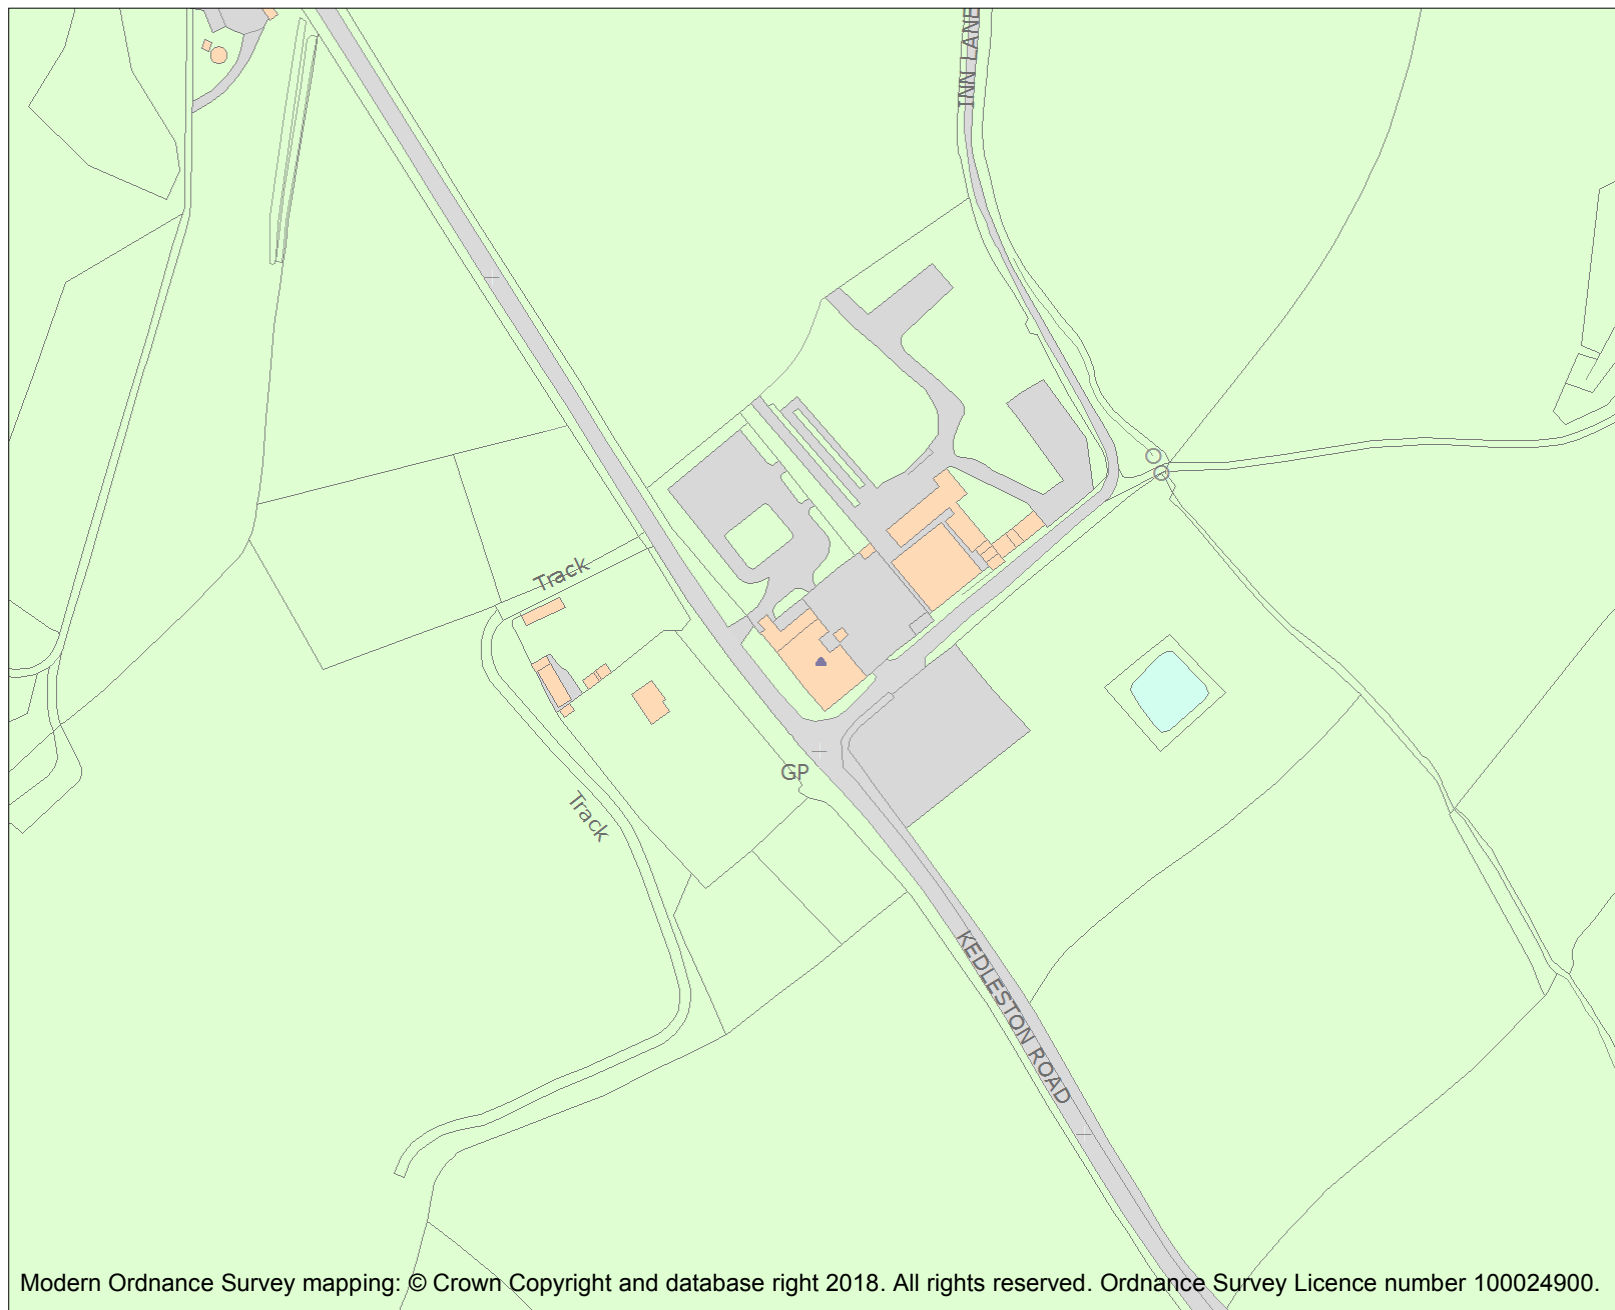 INN LANE
Track
GP
Track
KEDLESTON ROAD
Modern Ordnance Survey mapping: © Crown Copyright and database right 2018. All rights reserved. Ordnance Survey Licence number 100024900.